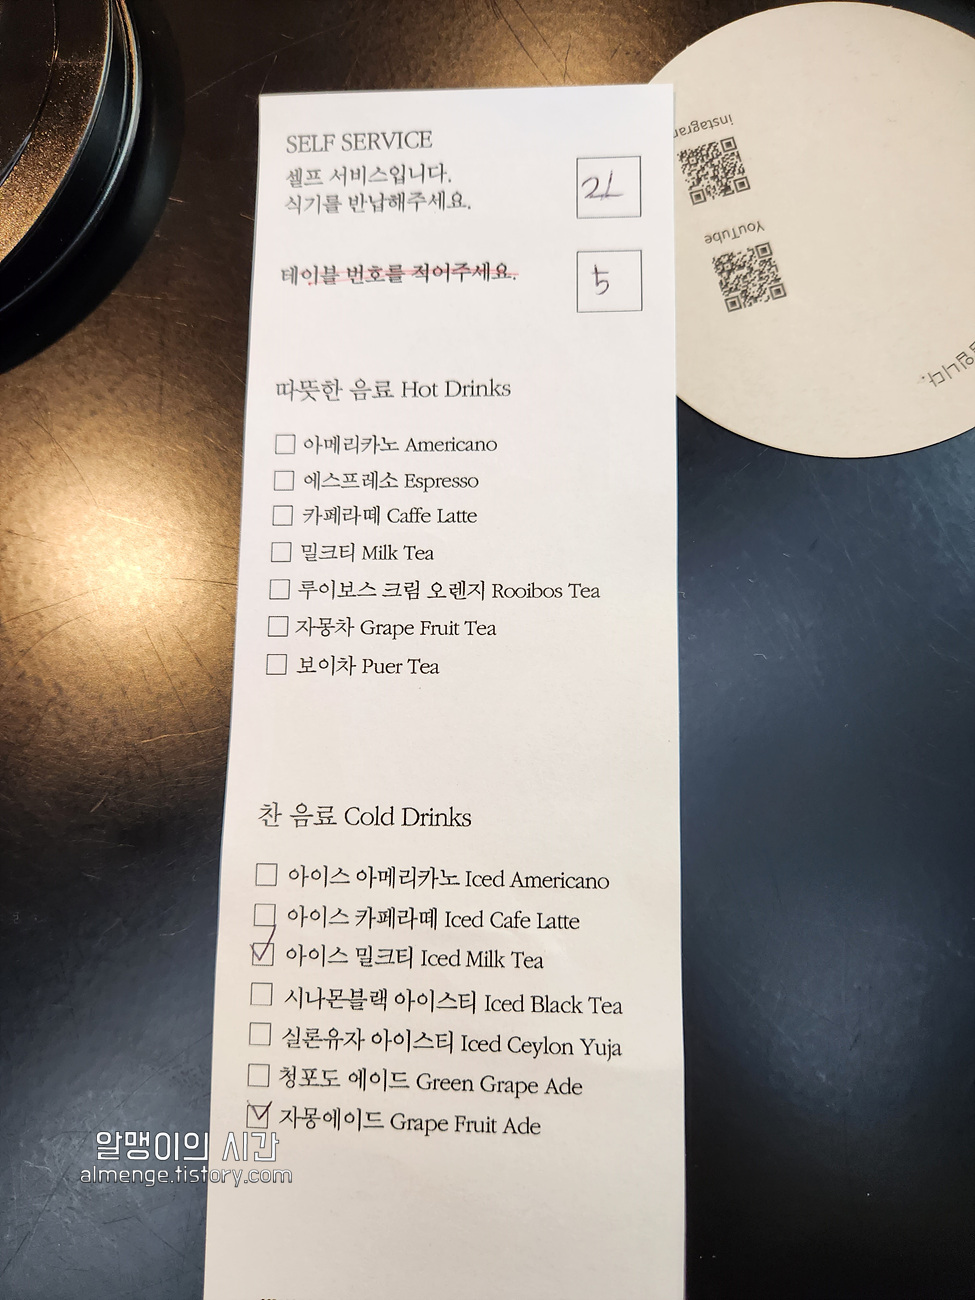 SELF SERVICE
셀프 서비스입니다.
식기를 반납해주세요.
테이블 번호를 적어주세요.
5
따뜻한 음료 Hot Drinks
아메리카노 Americano
에스프레소 Espresso
카페라떼 Caffe Latte
밀크티 Milk Tea
루이보스 크림 오렌지 Rooibos Tea
자몽차 Grape Fruit Tea
보이차 Puer Tea
찬 음료 Cold Drinks
아이스 아메리카노 Iced Americano
아이스 카페라떼 Iced Cafe Latte
아이스 밀크티 Iced Milk Tea
시나몬블랙 아이스티 Iced Black Tea
실론유자 아이스티 Iced Ceylon Yuja
청포도 에이드 Green Grape Ade
자몽에이드 Grape Fruit Ade
instagram
YouTube
알맹이의 시간
almenge.tistory.com